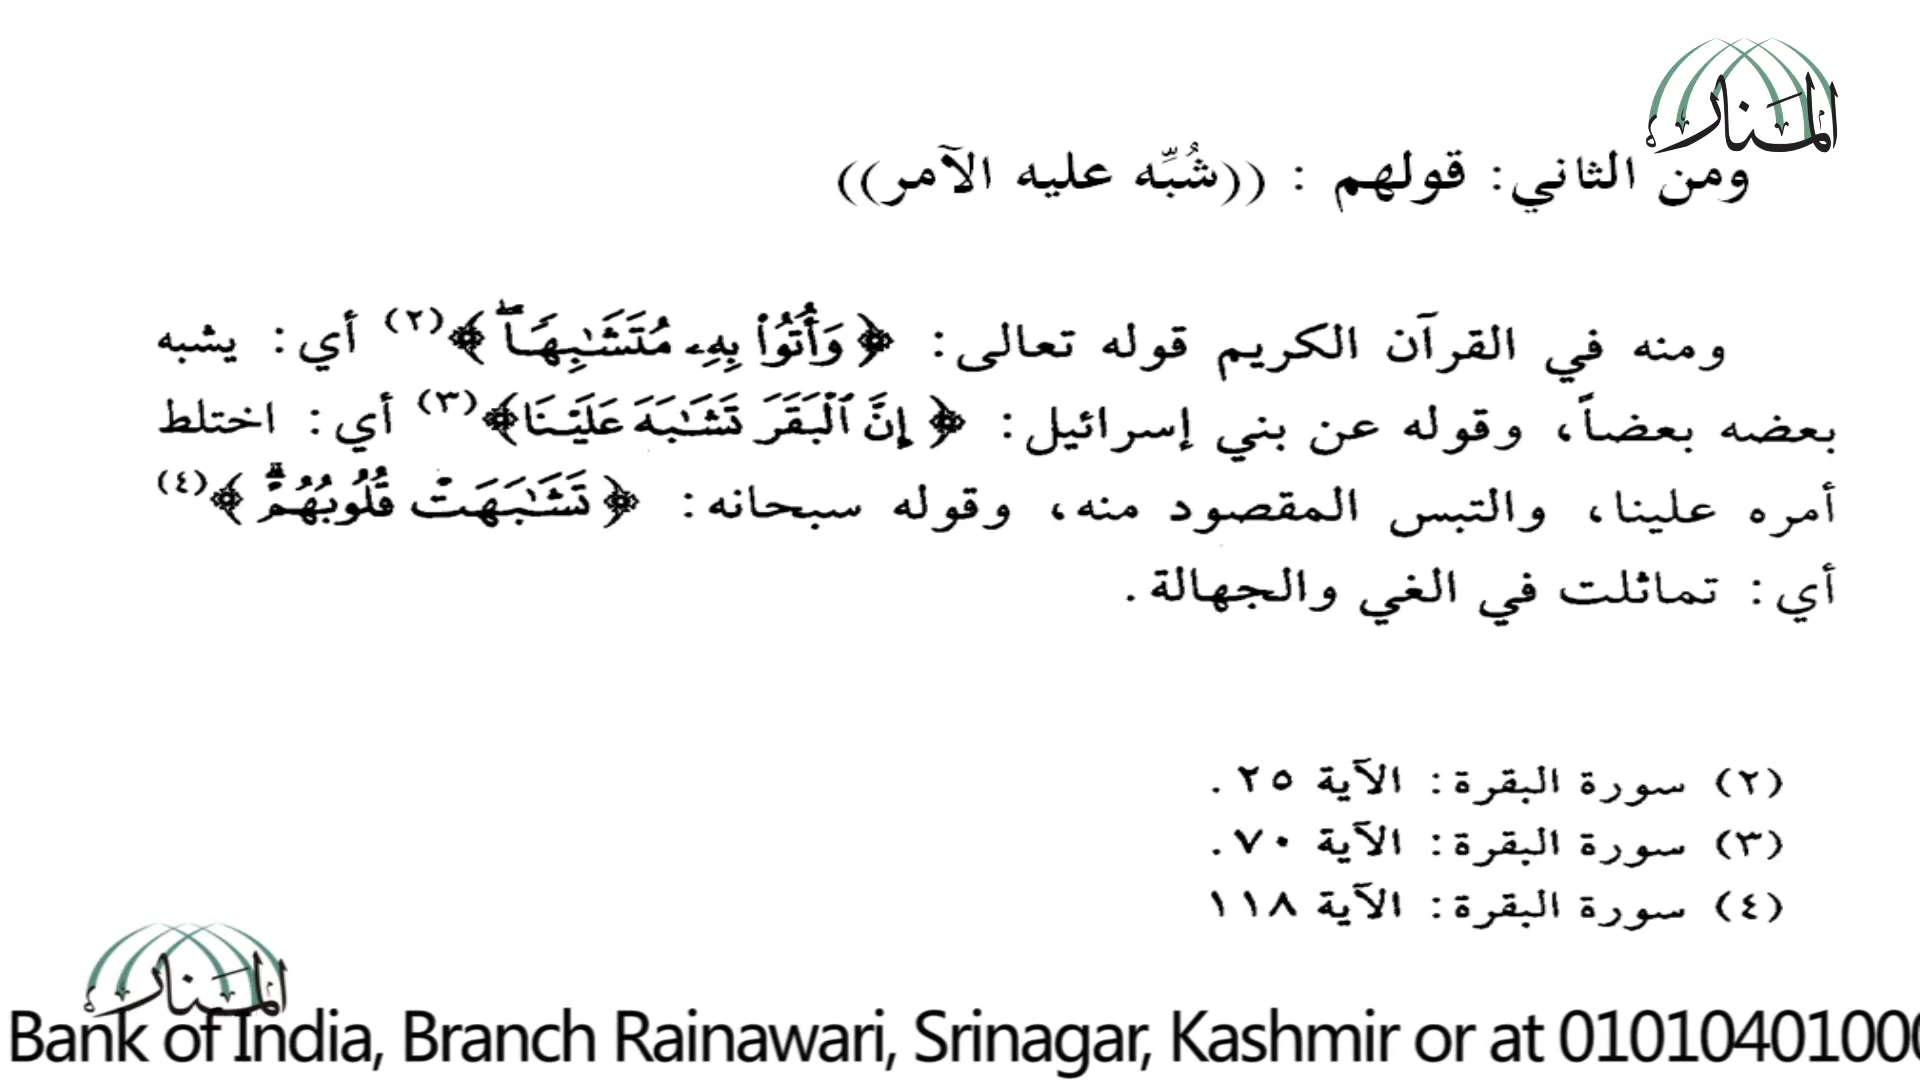 المنار
ومن الثاني: قولهم : ((شُبِّه عليه الآمر))
ومنه في القرآن الكريم قوله تعالى: ﴿وَأُتُوا۟ بِهِۦ مُتَشَـٰبِهًاۖ﴾(٢) أي: يشبه
بعضه بعضاً، وقوله عن بني إسرائيل: ﴿إِنَّ ٱلْبَقَرَ تَشَـٰبَهَ عَلَيْنَا﴾(٣) أي: اختلط
أمره علينا، والتبس المقصود منه، وقوله سبحانه: ﴿تَشَـٰبَهَتْ قُلُوبُهُمْۗ﴾(٤)
أي: تماثلت في الغي والجهالة.
(٢) سورة البقرة: الآية ٢٥.
(٣) سورة البقرة: الآية ٧٠.
(٤) سورة البقرة: الآية ١١٨
المنار
Bank of India, Branch Rainawari, Srinagar, Kashmir or at 01010401000